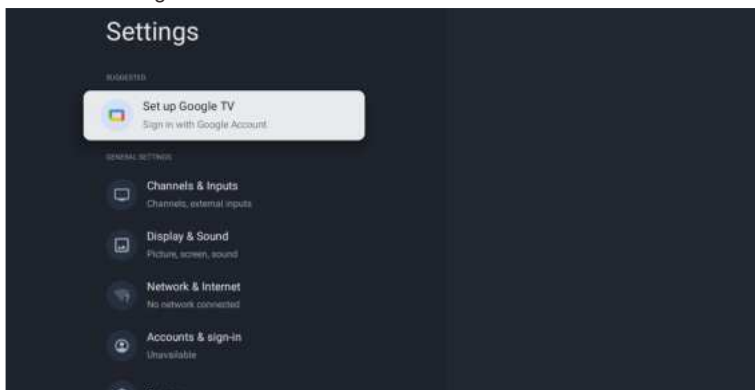 Settings
SUGGESTED
Set up Google TV
Sign in with Google Account
GENERAL SETTINGS
Channels & Inputs
Channels, external inputs
Display & Sound
Picture, screen, sound
Network & Internet
No network connected
Accounts & sign-in
Unavailable